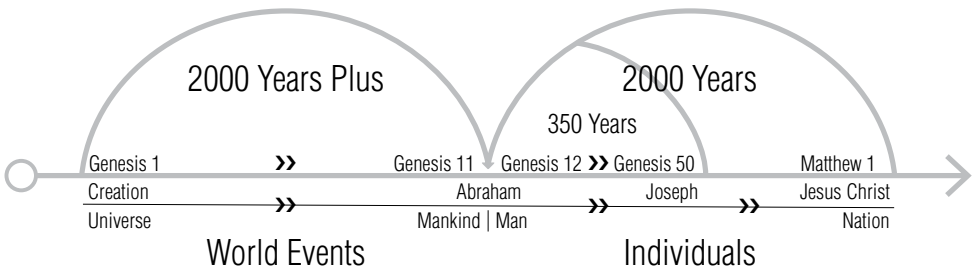 2000 Years Plus 2000 Years
350 Years
Genesis 1 » Genesis 11 Genesis 12 » Genesis 50 Matthew 1
Creation » Abraham Joseph Jesus Christ
Universe Mankind | Man » » Nation
World Events Individuals